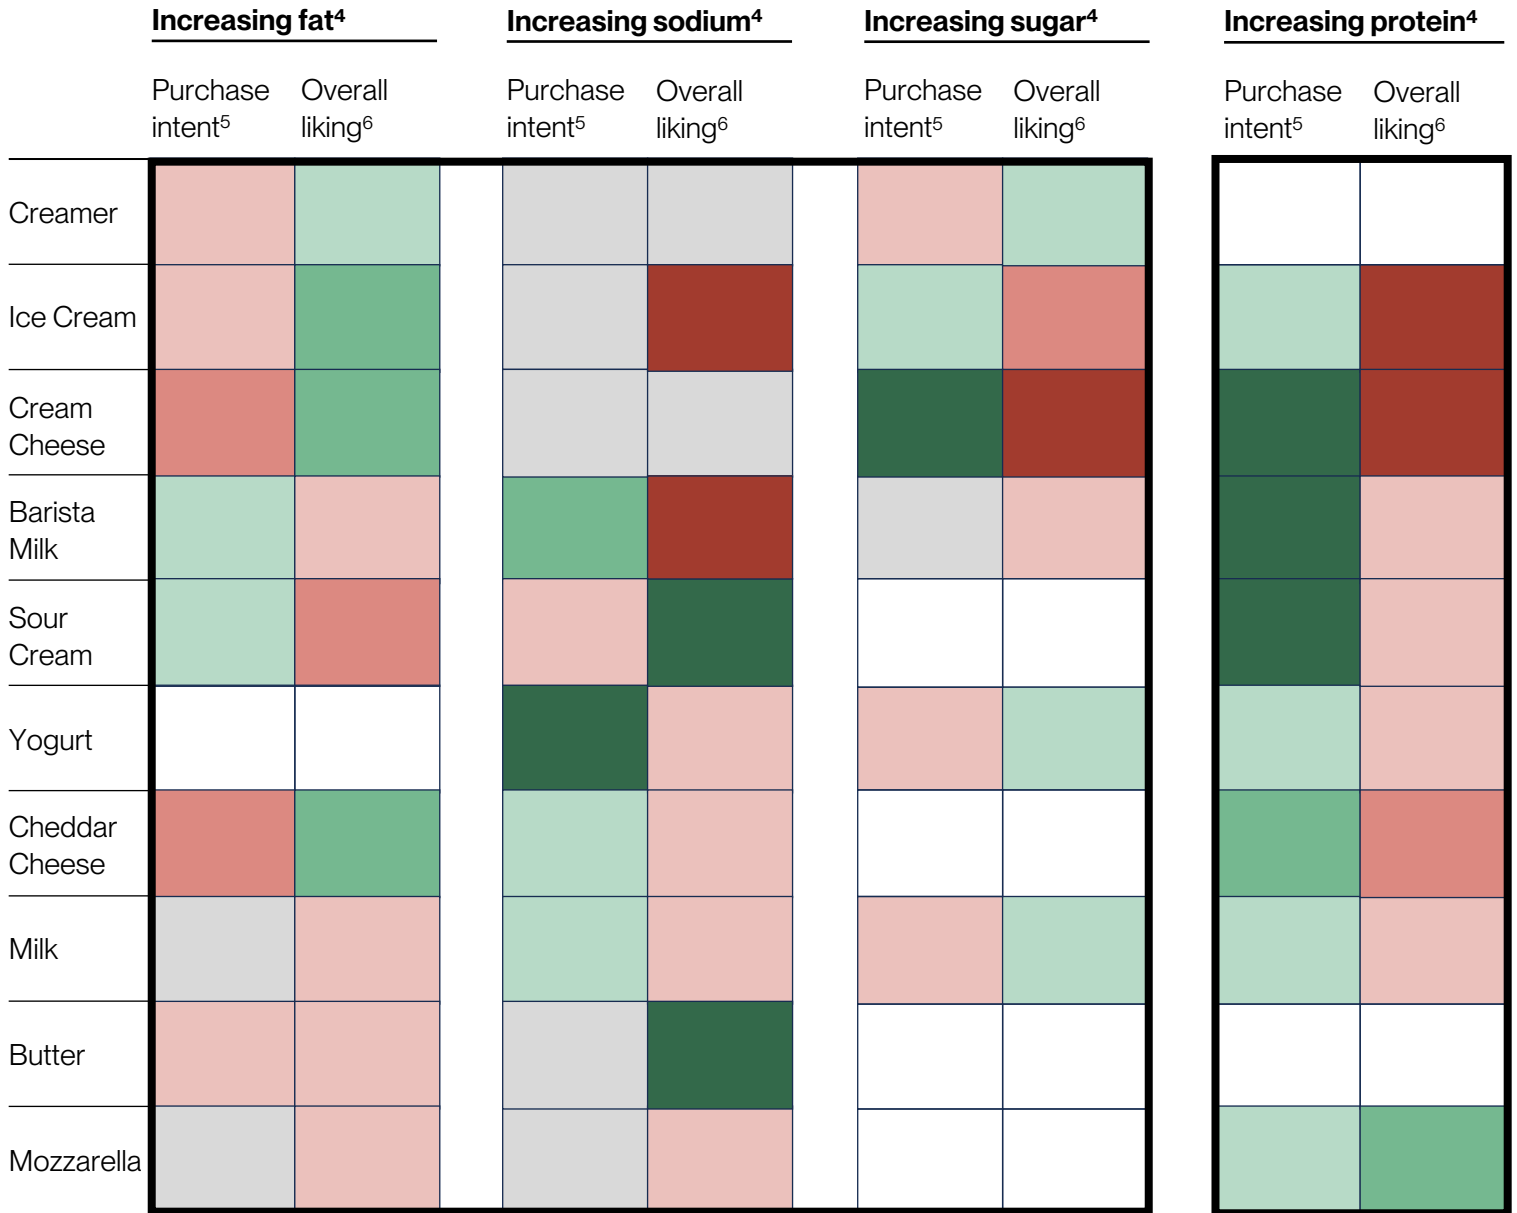 Increasing fat⁴ Increasing sodium⁴ Increasing sugar⁴ Increasing protein⁴
Purchase Overall Purchase Overall Purchase Overall Purchase Overall
intent⁵ liking⁶ intent⁵ liking⁶ intent⁵ liking⁶ intent⁵ liking⁶
Creamer
Ice Cream
Cream
Cheese
Barista
Milk
Sour
Cream
Yogurt
Cheddar
Cheese
Milk
Butter
Mozzarella